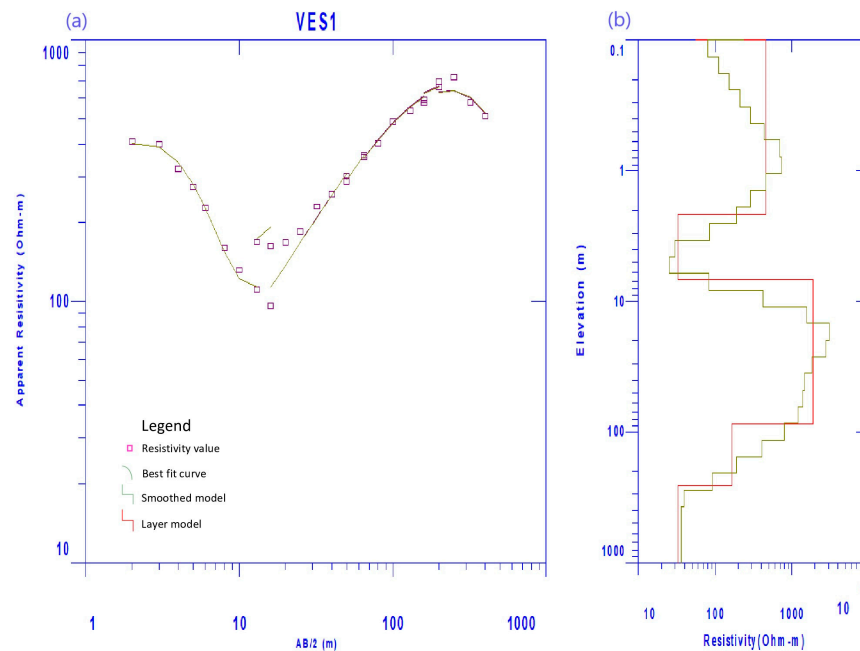 (a)
VES1
1000
100
10
Apparent Resisitivity (Ohm-m)
Legend
Resistivity value
Best fit curve
Smoothed model
Layer model
1
10
100
1000
AB/2 (m)
(b)
0.1
1
10
100
1000
Elevation (m)
10
100
1000
10
Resistivity(Ohm-m)